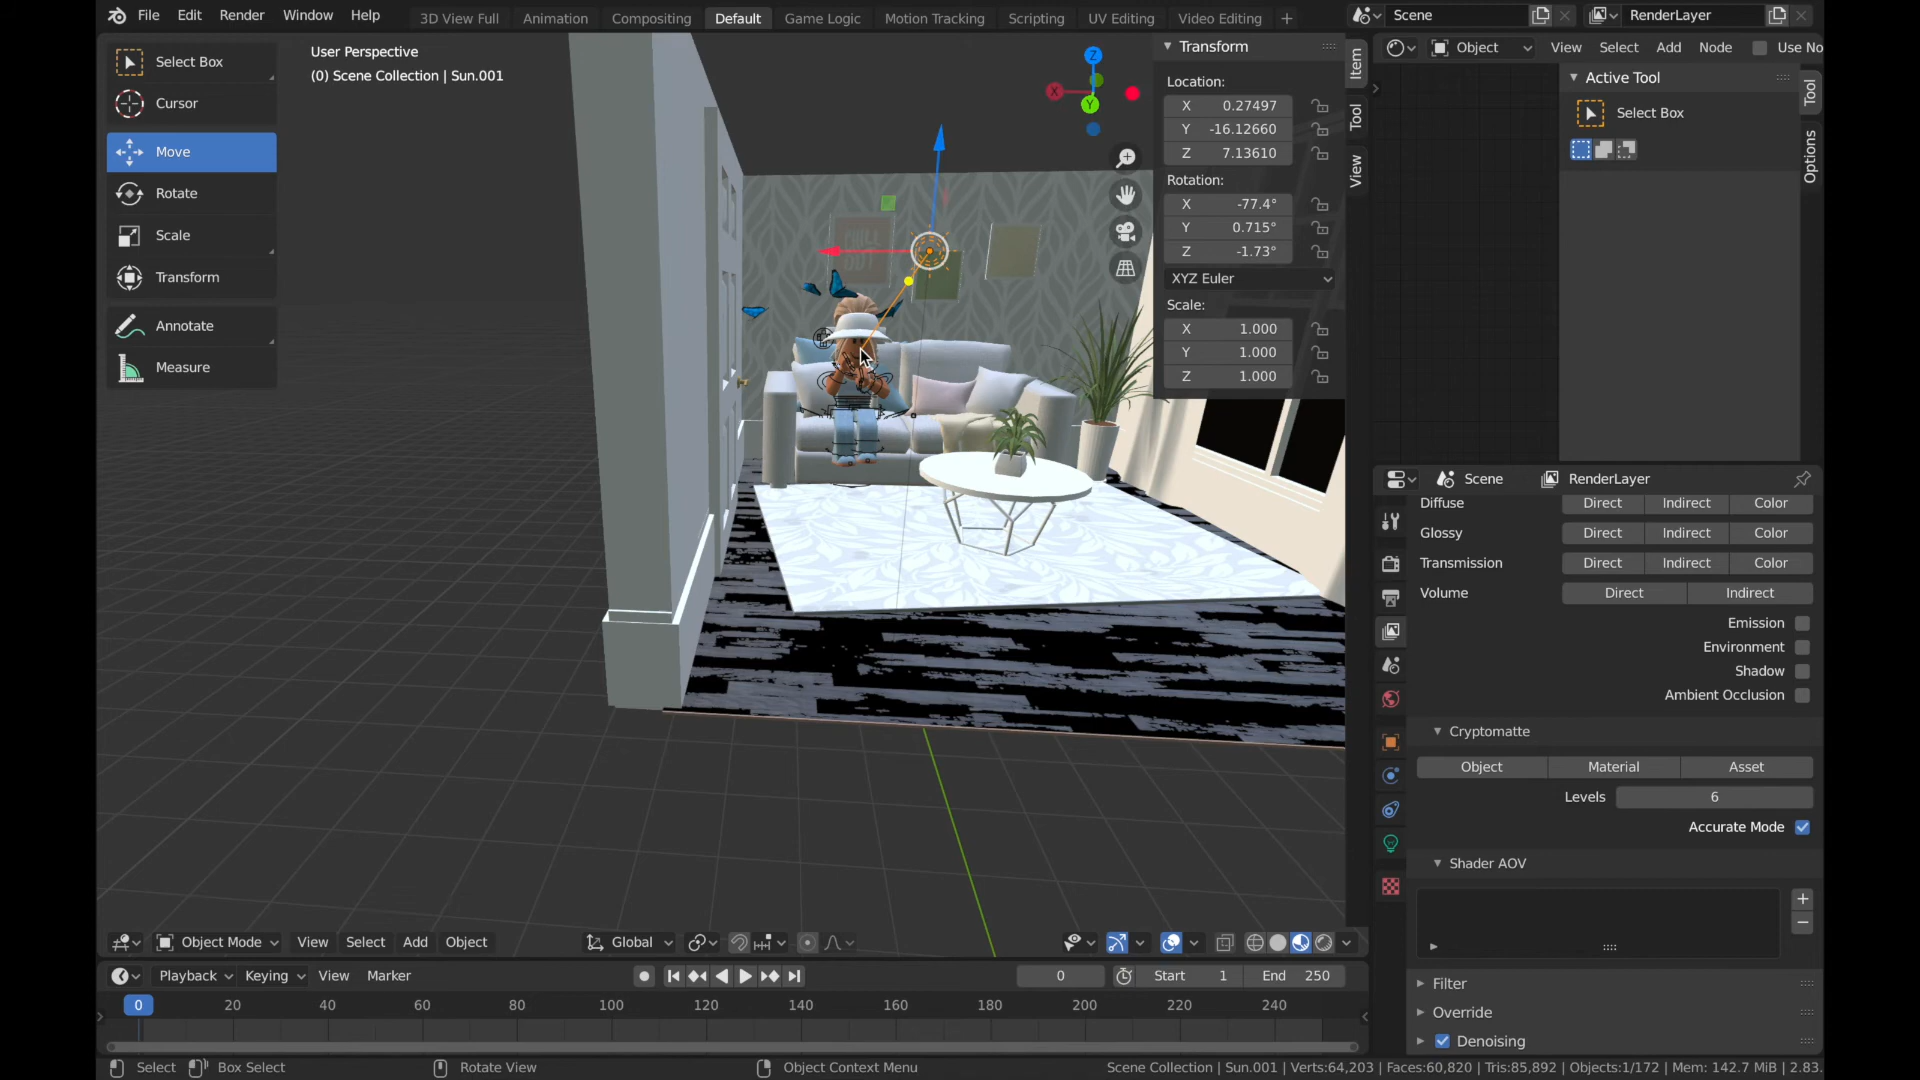 File Edit Render Window Help
3D View Full Animation Compositing Default Game Logic Motion Tracking Scripting UV Editing Video Editing +
Scene
RenderLayer
Select Box
Cursor
Move
Rotate
Scale
Transform
Annotate
Measure
User Perspective
(0) Scene Collection | Sun.001
Z
X
Y
Transform
Location:
X 0.27497
Y -16.12660
Z 7.13610
Rotation:
X -77.4°
Y 0.715°
Z -1.73°
XYZ Euler
Scale:
X 1.000
Y 1.000
Z 1.000
Item
Tool
View
Object View Select Add Node Use No
Active Tool
Select Box
Tool
Options
Scene RenderLayer
Diffuse Direct Indirect Color
Glossy Direct Indirect Color
Transmission Direct Indirect Color
Volume Direct Indirect
Emission
Environment
Shadow
Ambient Occlusion
Cryptomatte
Object Material Asset
Levels 6
Accurate Mode
Shader AOV
Filter
Override
Denoising
Object Mode View Select Add Object Global
Playback Keying View Marker 0 Start 1 End 250
0 20 40 60 80 100 120 140 160 180 200 220 240
Select Box Select Rotate View Object Context Menu Scene Collection | Sun.001 | Verts:64,203 | Faces:60,820 | Tris:85,892 | Objects:1/172 | Mem: 142.7 MiB | 2.83.